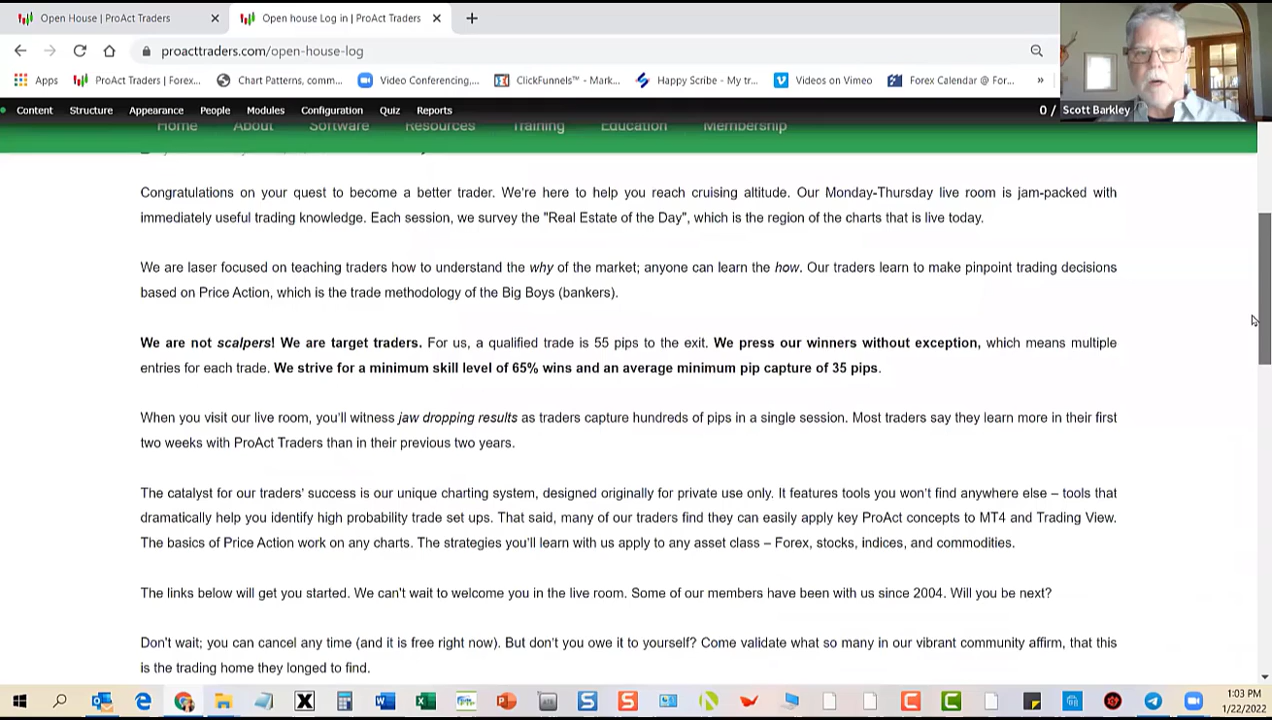 Open House | ProAct Traders
Open house Log in | ProAct Traders
proacttraders.com/open-house-log
Apps
ProAct Traders | Forex...
Chart Patterns, comm...
Video Conferencing,...
ClickFunnels™ - Mark...
Happy Scribe - My tr...
Videos on Vimeo
Forex Calendar @ For...
»
Content Structure Appearance People Modules Configuration Quiz Reports
0 /
Scott Barkley
Home About Software Resources Training Education Membership
Congratulations on your quest to become a better trader. We're here to help you reach cruising altitude. Our Monday-Thursday live room is jam-packed with
immediately useful trading knowledge. Each session, we survey the "Real Estate of the Day", which is the region of the charts that is live today.
We are laser focused on teaching traders how to understand the why of the market; anyone can learn the how. Our traders learn to make pinpoint trading decisions
based on Price Action, which is the trade methodology of the Big Boys (bankers).
We are not scalpers! We are target traders. For us, a qualified trade is 55 pips to the exit. We press our winners without exception, which means multiple
entries for each trade. We strive for a minimum skill level of 65% wins and an average minimum pip capture of 35 pips.
When you visit our live room, you'll witness jaw dropping results as traders capture hundreds of pips in a single session. Most traders say they learn more in their first
two weeks with ProAct Traders than in their previous two years.
The catalyst for our traders' success is our unique charting system, designed originally for private use only. It features tools you won't find anywhere else – tools that
dramatically help you identify high probability trade set ups. That said, many of our traders find they can easily apply key ProAct concepts to MT4 and Trading View.
The basics of Price Action work on any charts. The strategies you'll learn with us apply to any asset class – Forex, stocks, indices, and commodities.
The links below will get you started. We can't wait to welcome you in the live room. Some of our members have been with us since 2004. Will you be next?
Don't wait; you can cancel any time (and it is free right now). But don't you owe it to yourself? Come validate what so many in our vibrant community affirm, that this
is the trading home they longed to find.
1:03 PM
1/22/2022